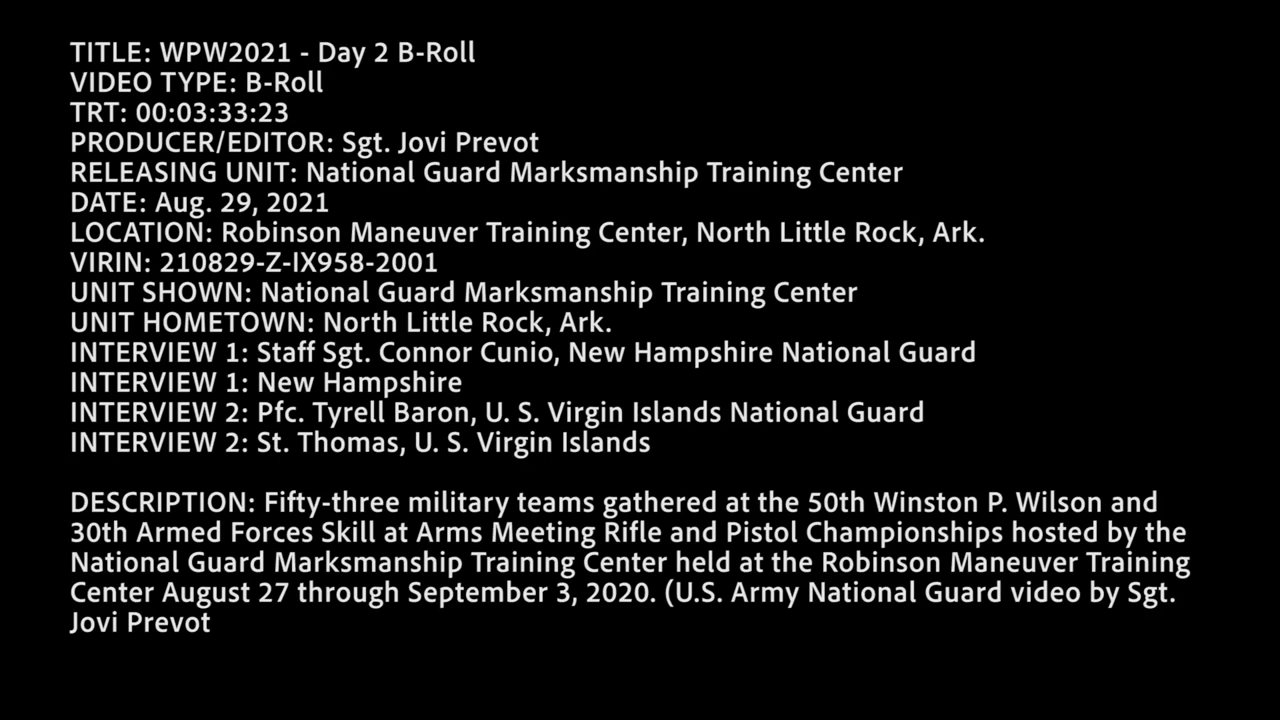 TITLE: WPW2021 - Day 2 B-Roll
VIDEO TYPE: B-Roll
TRT: 00:03:33:23
PRODUCER/EDITOR: Sgt. Jovi Prevot
RELEASING UNIT: National Guard Marksmanship Training Center
DATE: Aug. 29, 2021
LOCATION: Robinson Maneuver Training Center, North Little Rock, Ark.
VIRIN: 210829-Z-IX958-2001
UNIT SHOWN: National Guard Marksmanship Training Center
UNIT HOMETOWN: North Little Rock, Ark.
INTERVIEW 1: Staff Sgt. Connor Cunio, New Hampshire National Guard
INTERVIEW 1: New Hampshire
INTERVIEW 2: Pfc. Tyrell Baron, U. S. Virgin Islands National Guard
INTERVIEW 2: St. Thomas, U. S. Virgin Islands
DESCRIPTION: Fifty-three military teams gathered at the 50th Winston P. Wilson and
30th Armed Forces Skill at Arms Meeting Rifle and Pistol Championships hosted by the
National Guard Marksmanship Training Center held at the Robinson Maneuver Training
Center August 27 through September 3, 2020. (U.S. Army National Guard video by Sgt.
Jovi Prevot